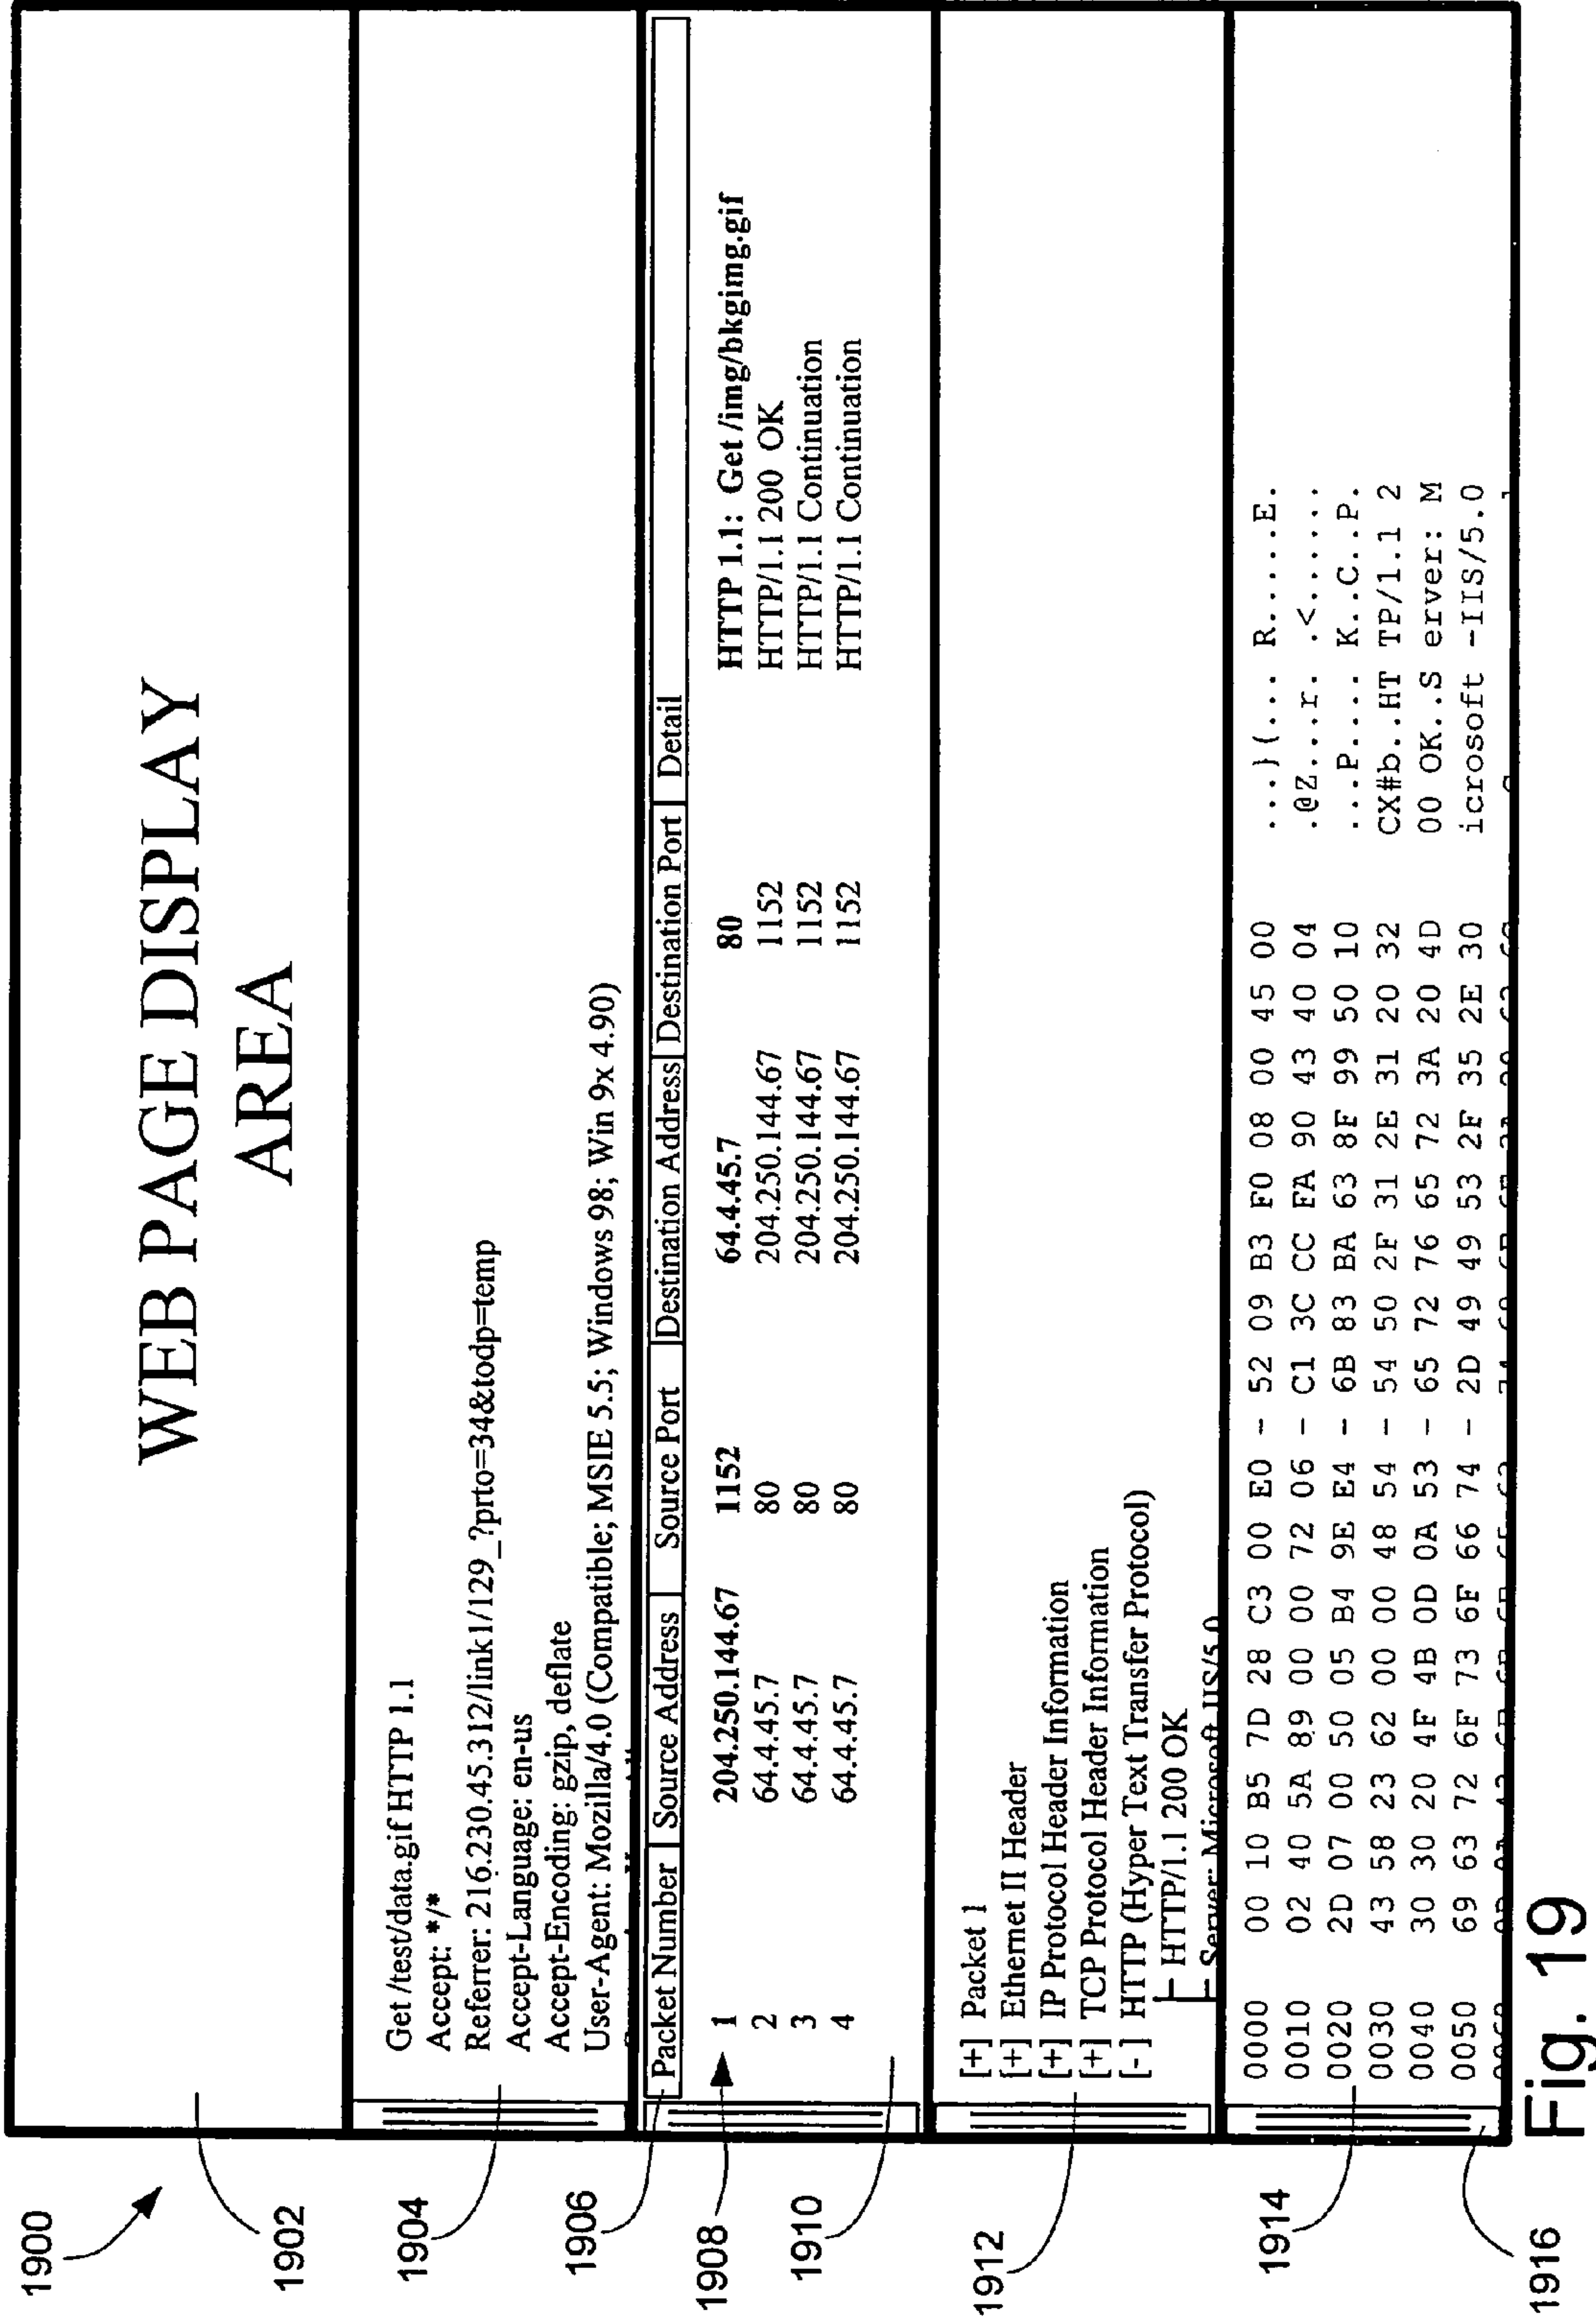 1900
WEB PAGE DISPLAY
AREA
1902
1904
Get /test/data.gif HTTP 1.1
Accept: */*
Referrer: 216.230.45.312/link1/129_?prto=34&todp=temp
Accept-Language: en-us
Accept-Encoding: gzip, deflate
User-Agent: Mozilla/4.0 (Compatible; MSIE 5.5; Windows 98; Win 9x 4.90)
1906
Packet Number Source Address Source Port Destination Address Destination Port Detail
1908
1 204.250.144.67 1152 64.4.45.7 80 HTTP 1.1: Get /img/bkgimg.gif
2 64.4.45.7 80 204.250.144.67 1152 HTTP/1.1 200 OK
3 64.4.45.7 80 204.250.144.67 1152 HTTP/1.1 Continuation
4 64.4.45.7 80 204.250.144.67 1152 HTTP/1.1 Continuation
1910
1912
[+] Packet 1
[+] Ethernet II Header
[+] IP Protocol Header Information
[+] TCP Protocol Header Information
[-] HTTP (Hyper Text Transfer Protocol)
HTTP/1.1 200 OK
Server: Microsoft IIS/5.0
1914
0000 00 10 B5 7D 28 C3 00 E0 - 52 09 B3 F0 08 00 45 00 ...}(... R.....E.
0010 02 40 5A 89 00 00 72 06 - C1 3C CC FA 90 43 40 04 .@Z....r. .<......
0020 2D 07 00 50 05 B4 9E E4 - 6B 83 BA 63 8F 99 50 10 ...P.... K..C..P.
0030 43 58 23 62 00 00 48 54 - 54 50 2F 31 2E 31 20 32 CX#b..HT TP/1.1 2
0040 30 30 20 4F 4B 0D 0A 53 - 65 72 76 65 72 3A 20 4D 00 OK..S erver: M
0050 69 63 72 6F 73 6F 66 74 - 2D 49 49 53 2F 35 2E 30 icrosoft -IIS/5.0
1916
Fig. 19